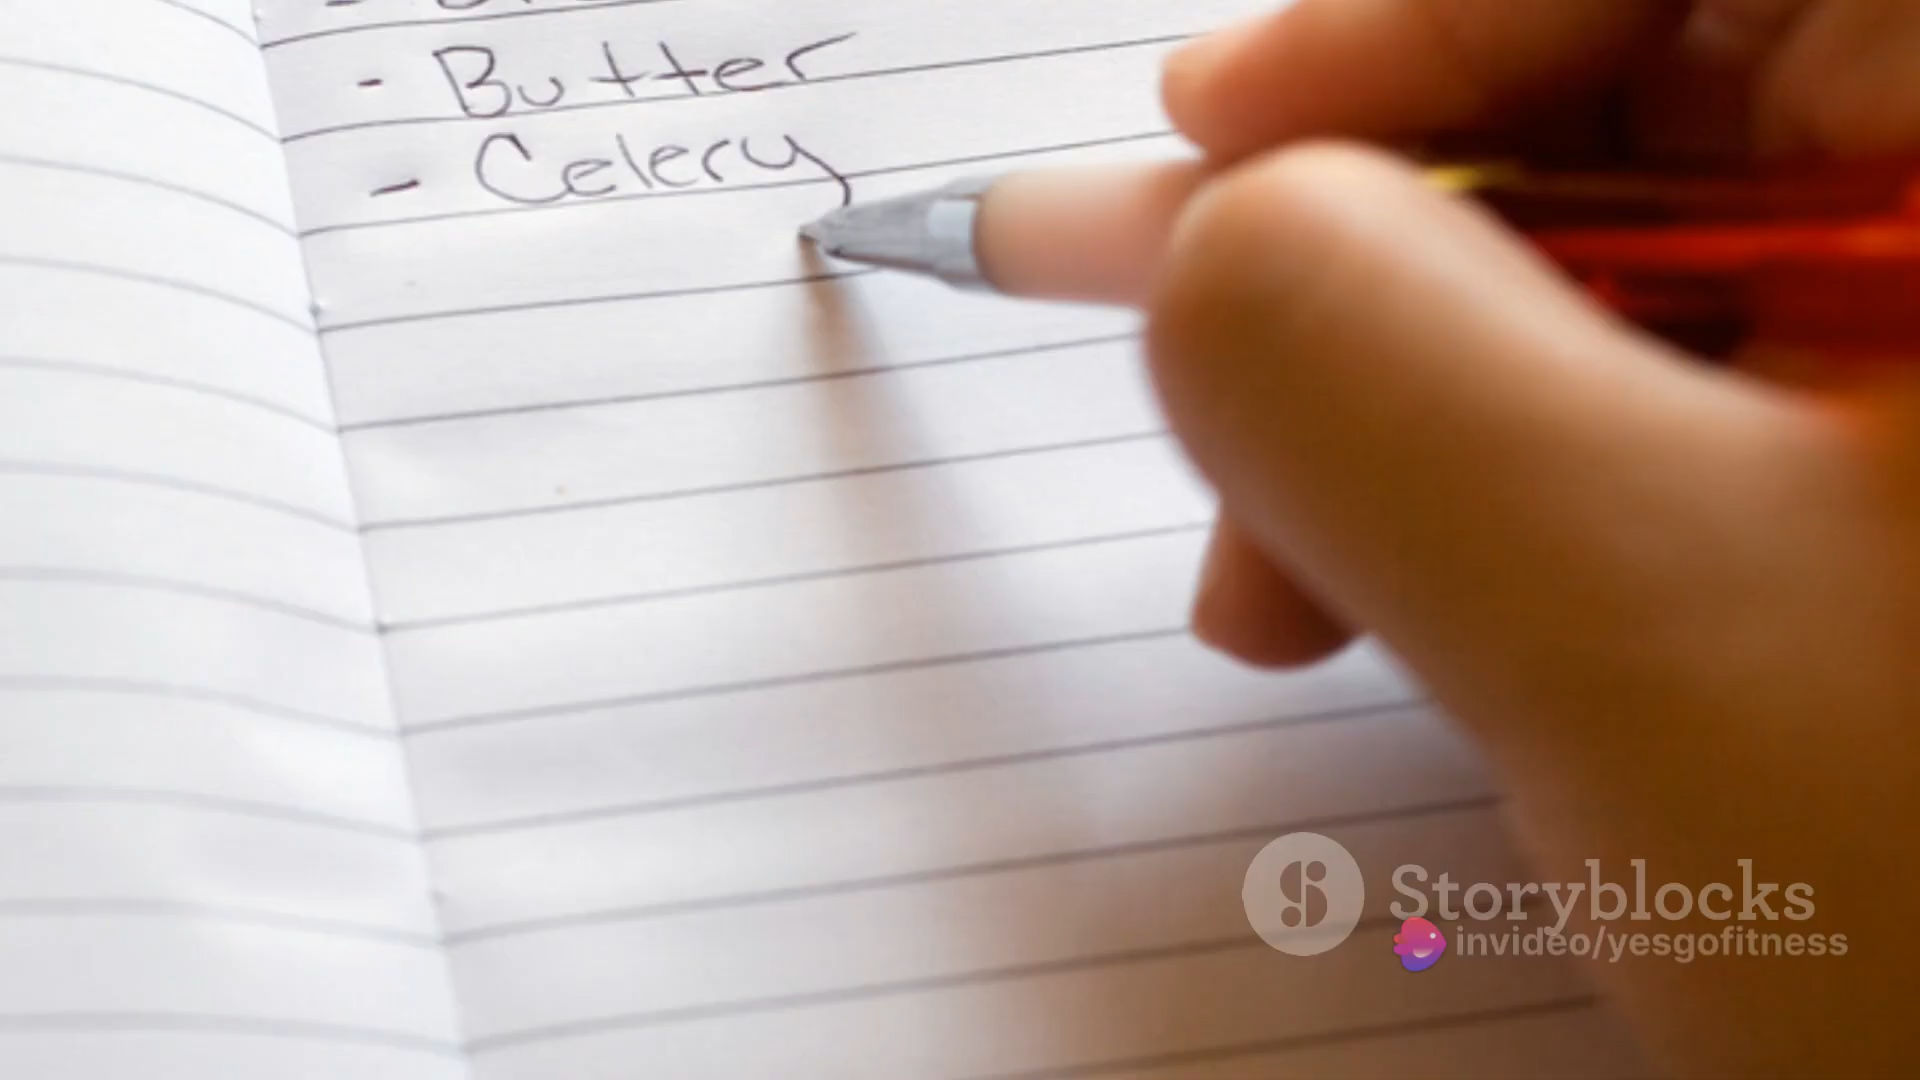 - Butter
- Celery
Storyblocks
invideo/yesgofitness